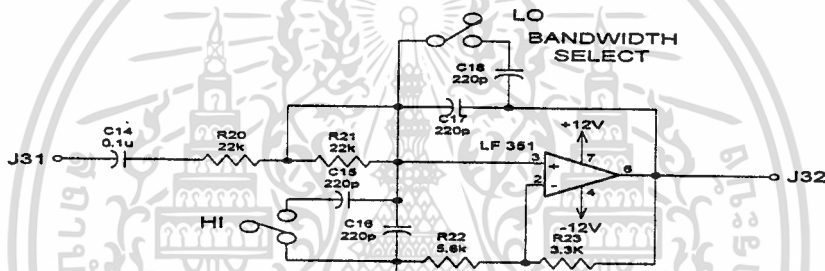 LO
BANDWIDTH
SELECT
C18
220p
C14
0.1u
R20
22k
R21
22k
C17
220p
LF 351
+12V
J31
3
+
7
6
J32
2
-
4
C15
220p
HI
C16
220p
-12V
R22
5.6k
R23
3.3K